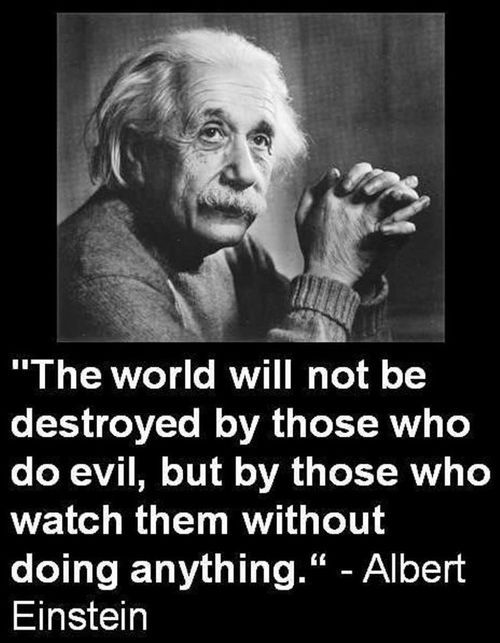 "The world will not be
destroyed by those who
do evil, but by those who
watch them without
doing anything.“ - Albert
Einstein